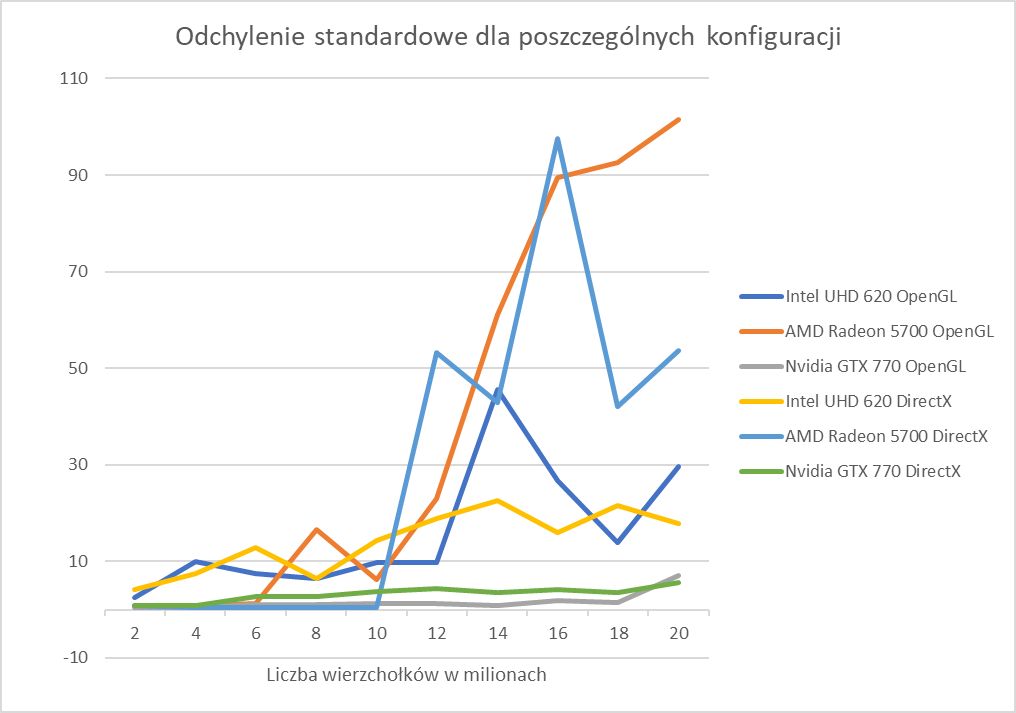 Odchylenie standardowe dla poszczególnych konfiguracji
110
90
70
50
30
10
-10
2 4 6 8 10 12 14 16 18 20
Liczba wierzchołków w milionach
Intel UHD 620 OpenGL
AMD Radeon 5700 OpenGL
Nvidia GTX 770 OpenGL
Intel UHD 620 DirectX
AMD Radeon 5700 DirectX
Nvidia GTX 770 DirectX